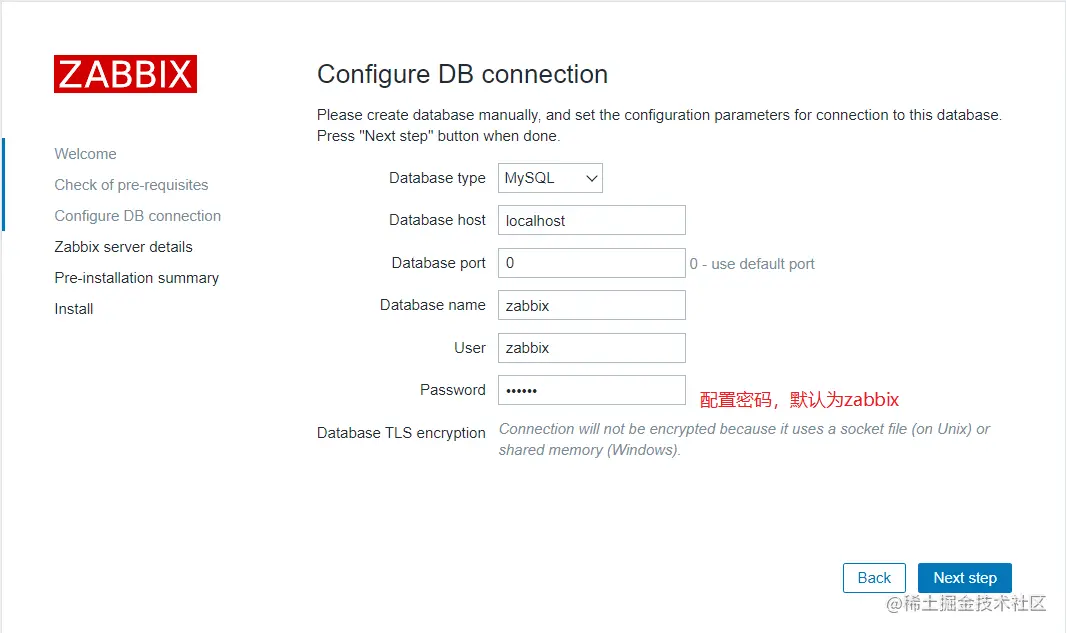 ZABBIX
Welcome
Check of pre-requisites
Configure DB connection
Zabbix server details
Pre-installation summary
Install
Configure DB connection
Please create database manually, and set the configuration parameters for connection to this database.
Press "Next step" button when done.
Database type MySQL
Database host localhost
Database port 0 0 - use default port
Database name zabbix
User zabbix
Password ••••••
配置密码，默认为zabbix
Database TLS encryption Connection will not be encrypted because it uses a socket file (on Unix) or
shared memory (Windows).
Back Next step
@稀土掘金技术社区